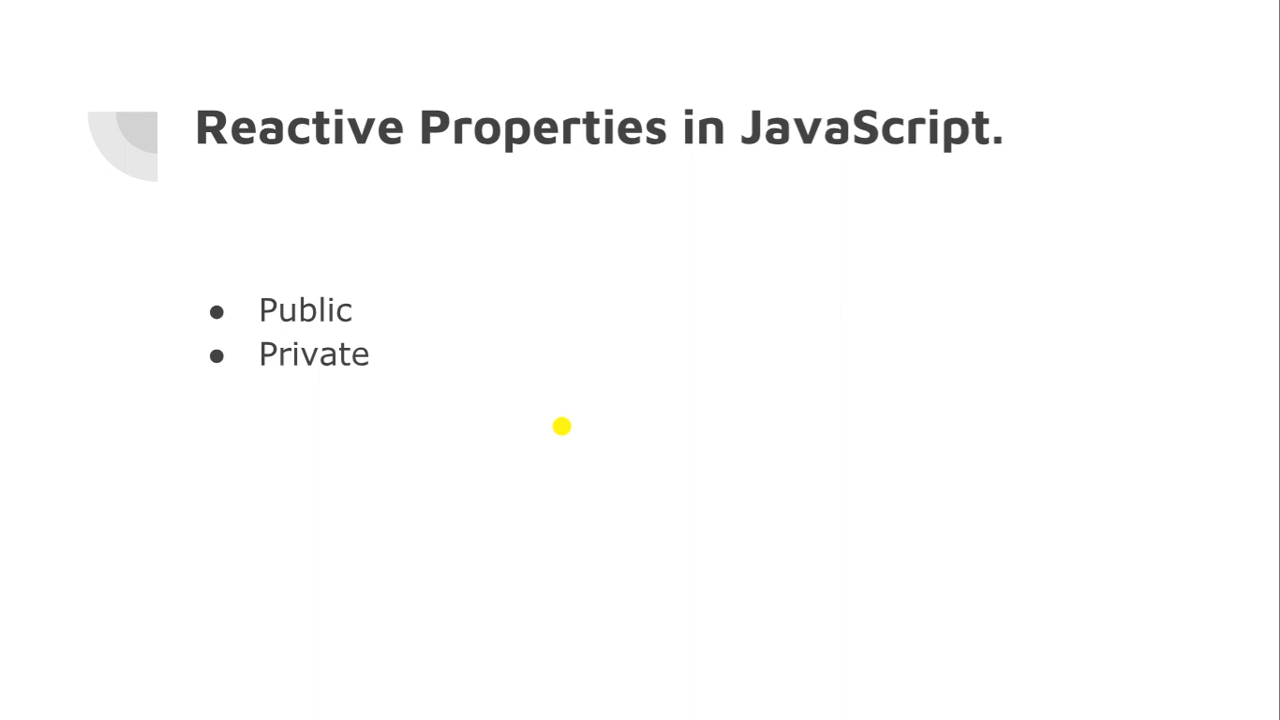 Reactive Properties in JavaScript.
● Public
● Private